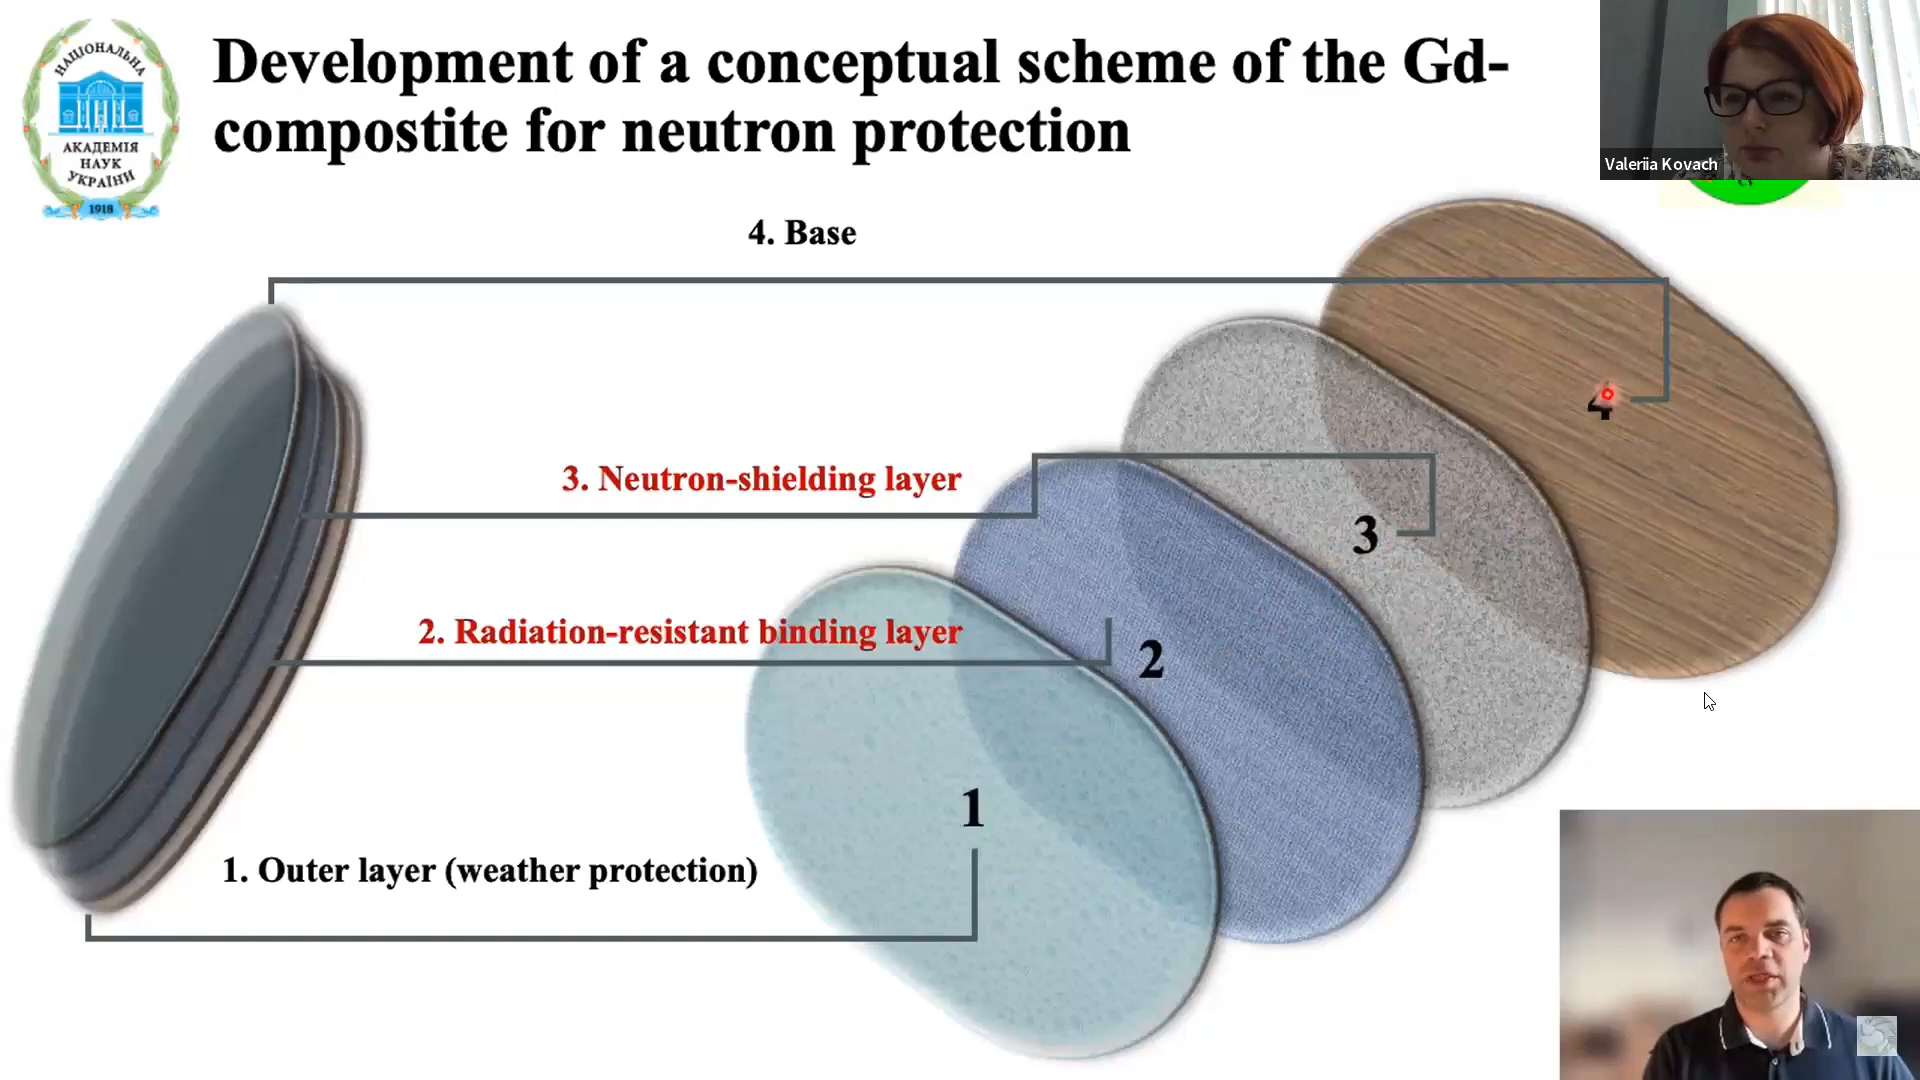 НАЦІОНАЛЬНА
АКАДЕМІЯ
НАУК
УКРАЇНИ
1918
Development of a conceptual scheme of the Gd-
compostite for neutron protection
Valeriia Kovach
4. Base
4
3. Neutron-shielding layer
3
2. Radiation-resistant binding layer
2
1
1. Outer layer (weather protection)